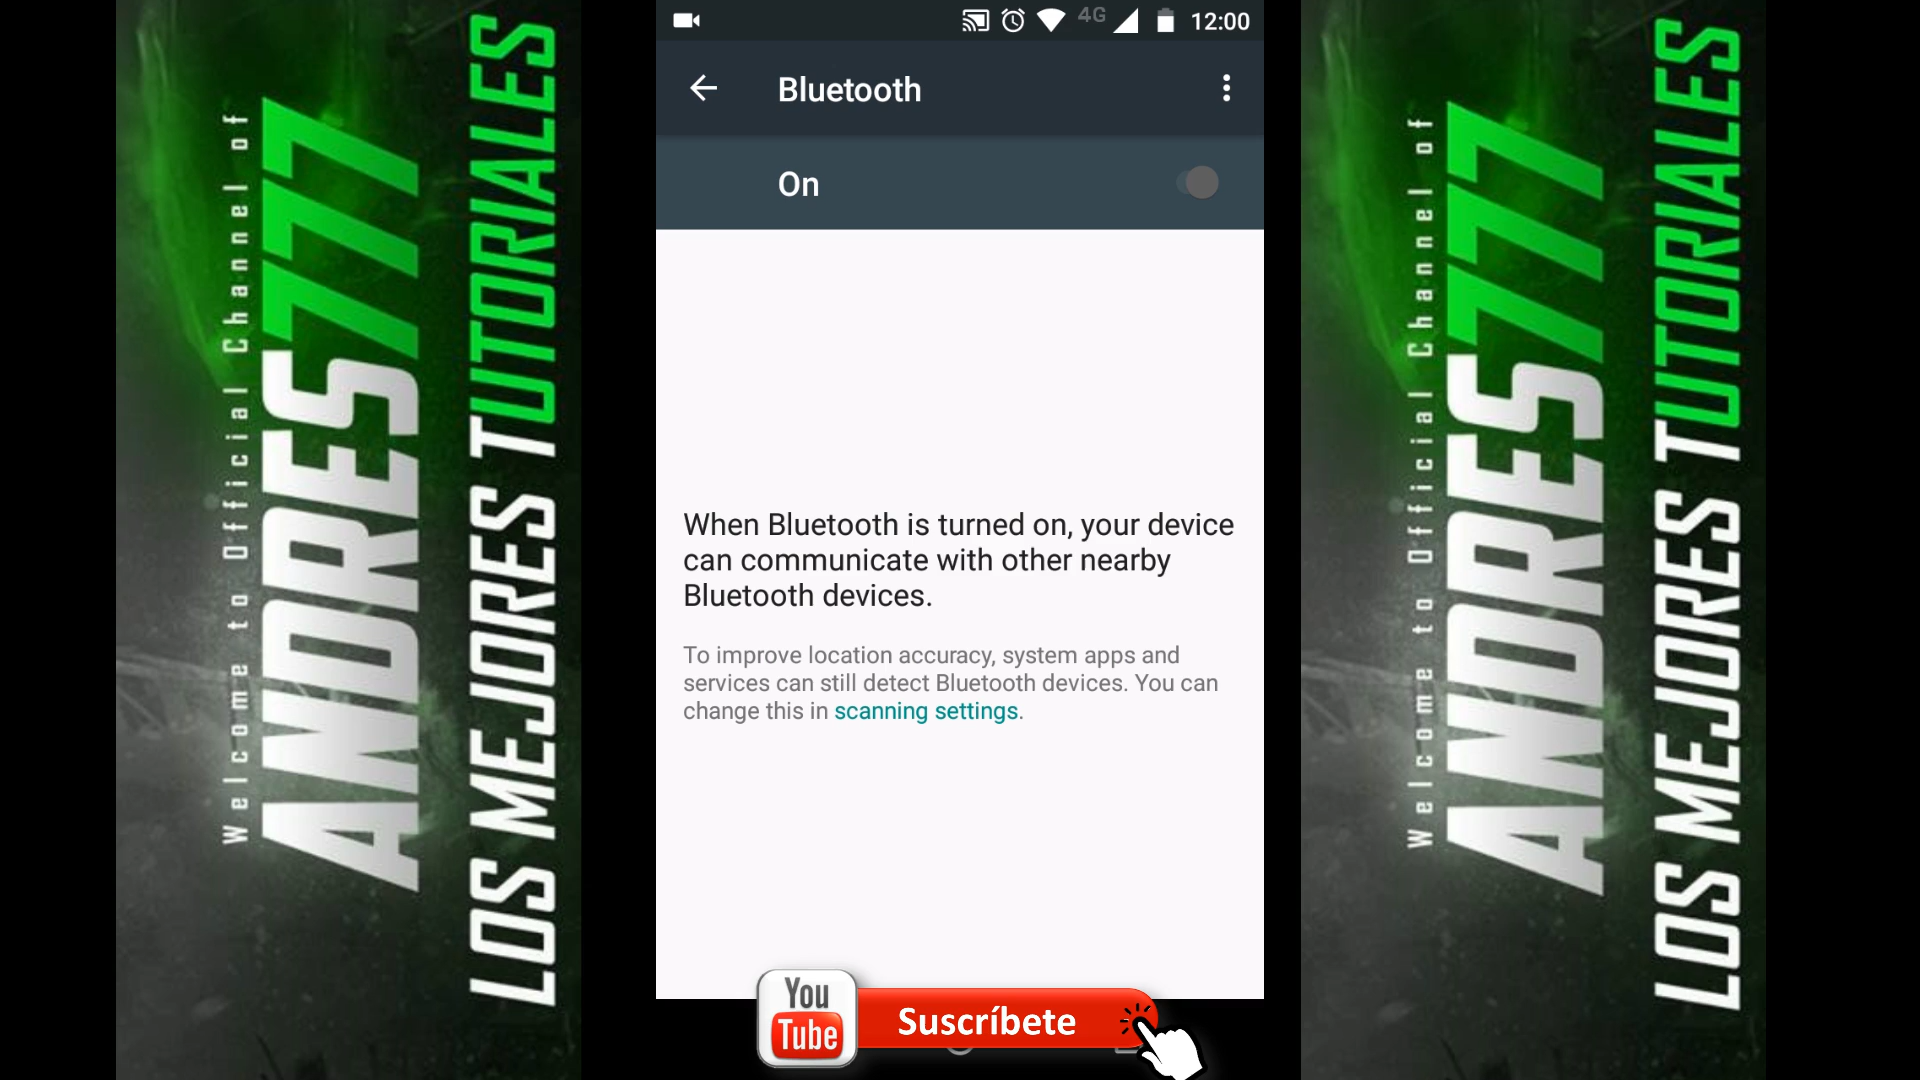 Welcome to Official Channel of
ANDRES777
LOS MEJORES TUTORIALES
4G 12:00
Bluetooth
On
When Bluetooth is turned on, your device
can communicate with other nearby
Bluetooth devices.
To improve location accuracy, system apps and
services can still detect Bluetooth devices. You can
change this in scanning settings.
You
Tube
Suscríbete
Welcome to Official Channel of
ANDRES777
LOS MEJORES TUTORIALES